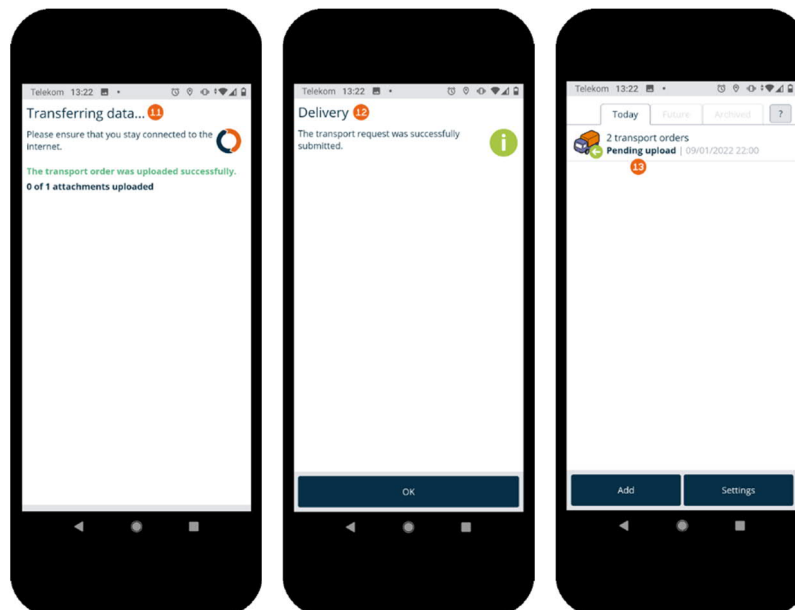 Telekom 13:22
Transferring data... 11
Please ensure that you stay connected to the
internet.
The transport order was uploaded successfully.
0 of 1 attachments uploaded
Telekom 13:22
Delivery 12
The transport request was successfully
submitted.
i
OK
Telekom 13:22
Today Future Archived ?
2 transport orders
Pending upload | 09/01/2022 22:00
13
Add Settings